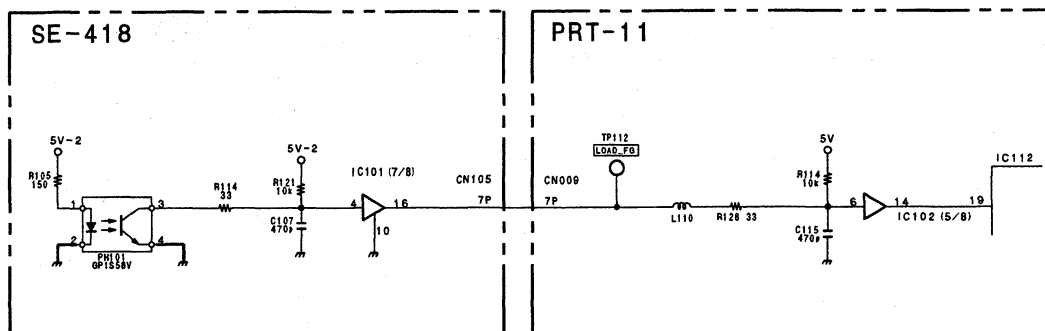 SE-418
5V-2
R105
150
1
2
3
4
PH101
GP1S58V
R114
33
5V-2
R121
10k
C107
470p
IC101 (7/8)
4
16
10
CN105
7P
PRT-11
CN009
7P
TP112
LOAD_FG
L110
R128 33
5V
R114
10k
C115
470p
6
14
IC102 (5/8)
19
IC112